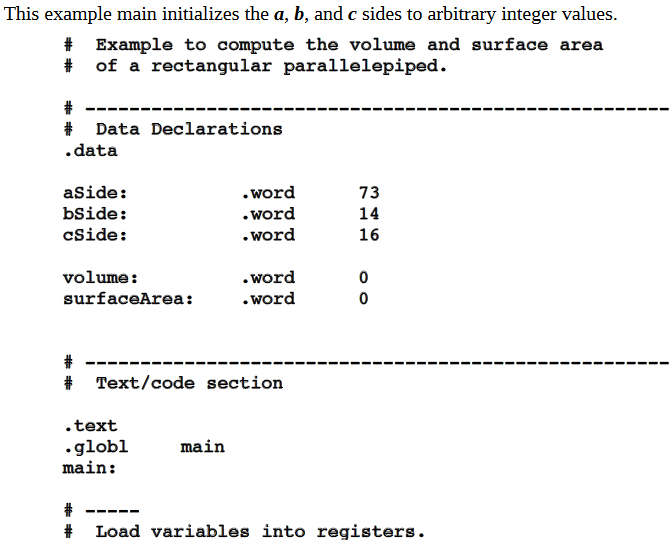 This example main initializes the a, b, and c sides to arbitrary integer values.
# Example to compute the volume and surface area
# of a rectangular parallelepiped.
# -----------------------------------------------------
# Data Declarations
.data
aSide: .word 73
bSide: .word 14
cSide: .word 16
volume: .word 0
surfaceArea: .word 0
# -----------------------------------------------------
# Text/code section
.text
.globl main
main:
# -----
# Load variables into registers.